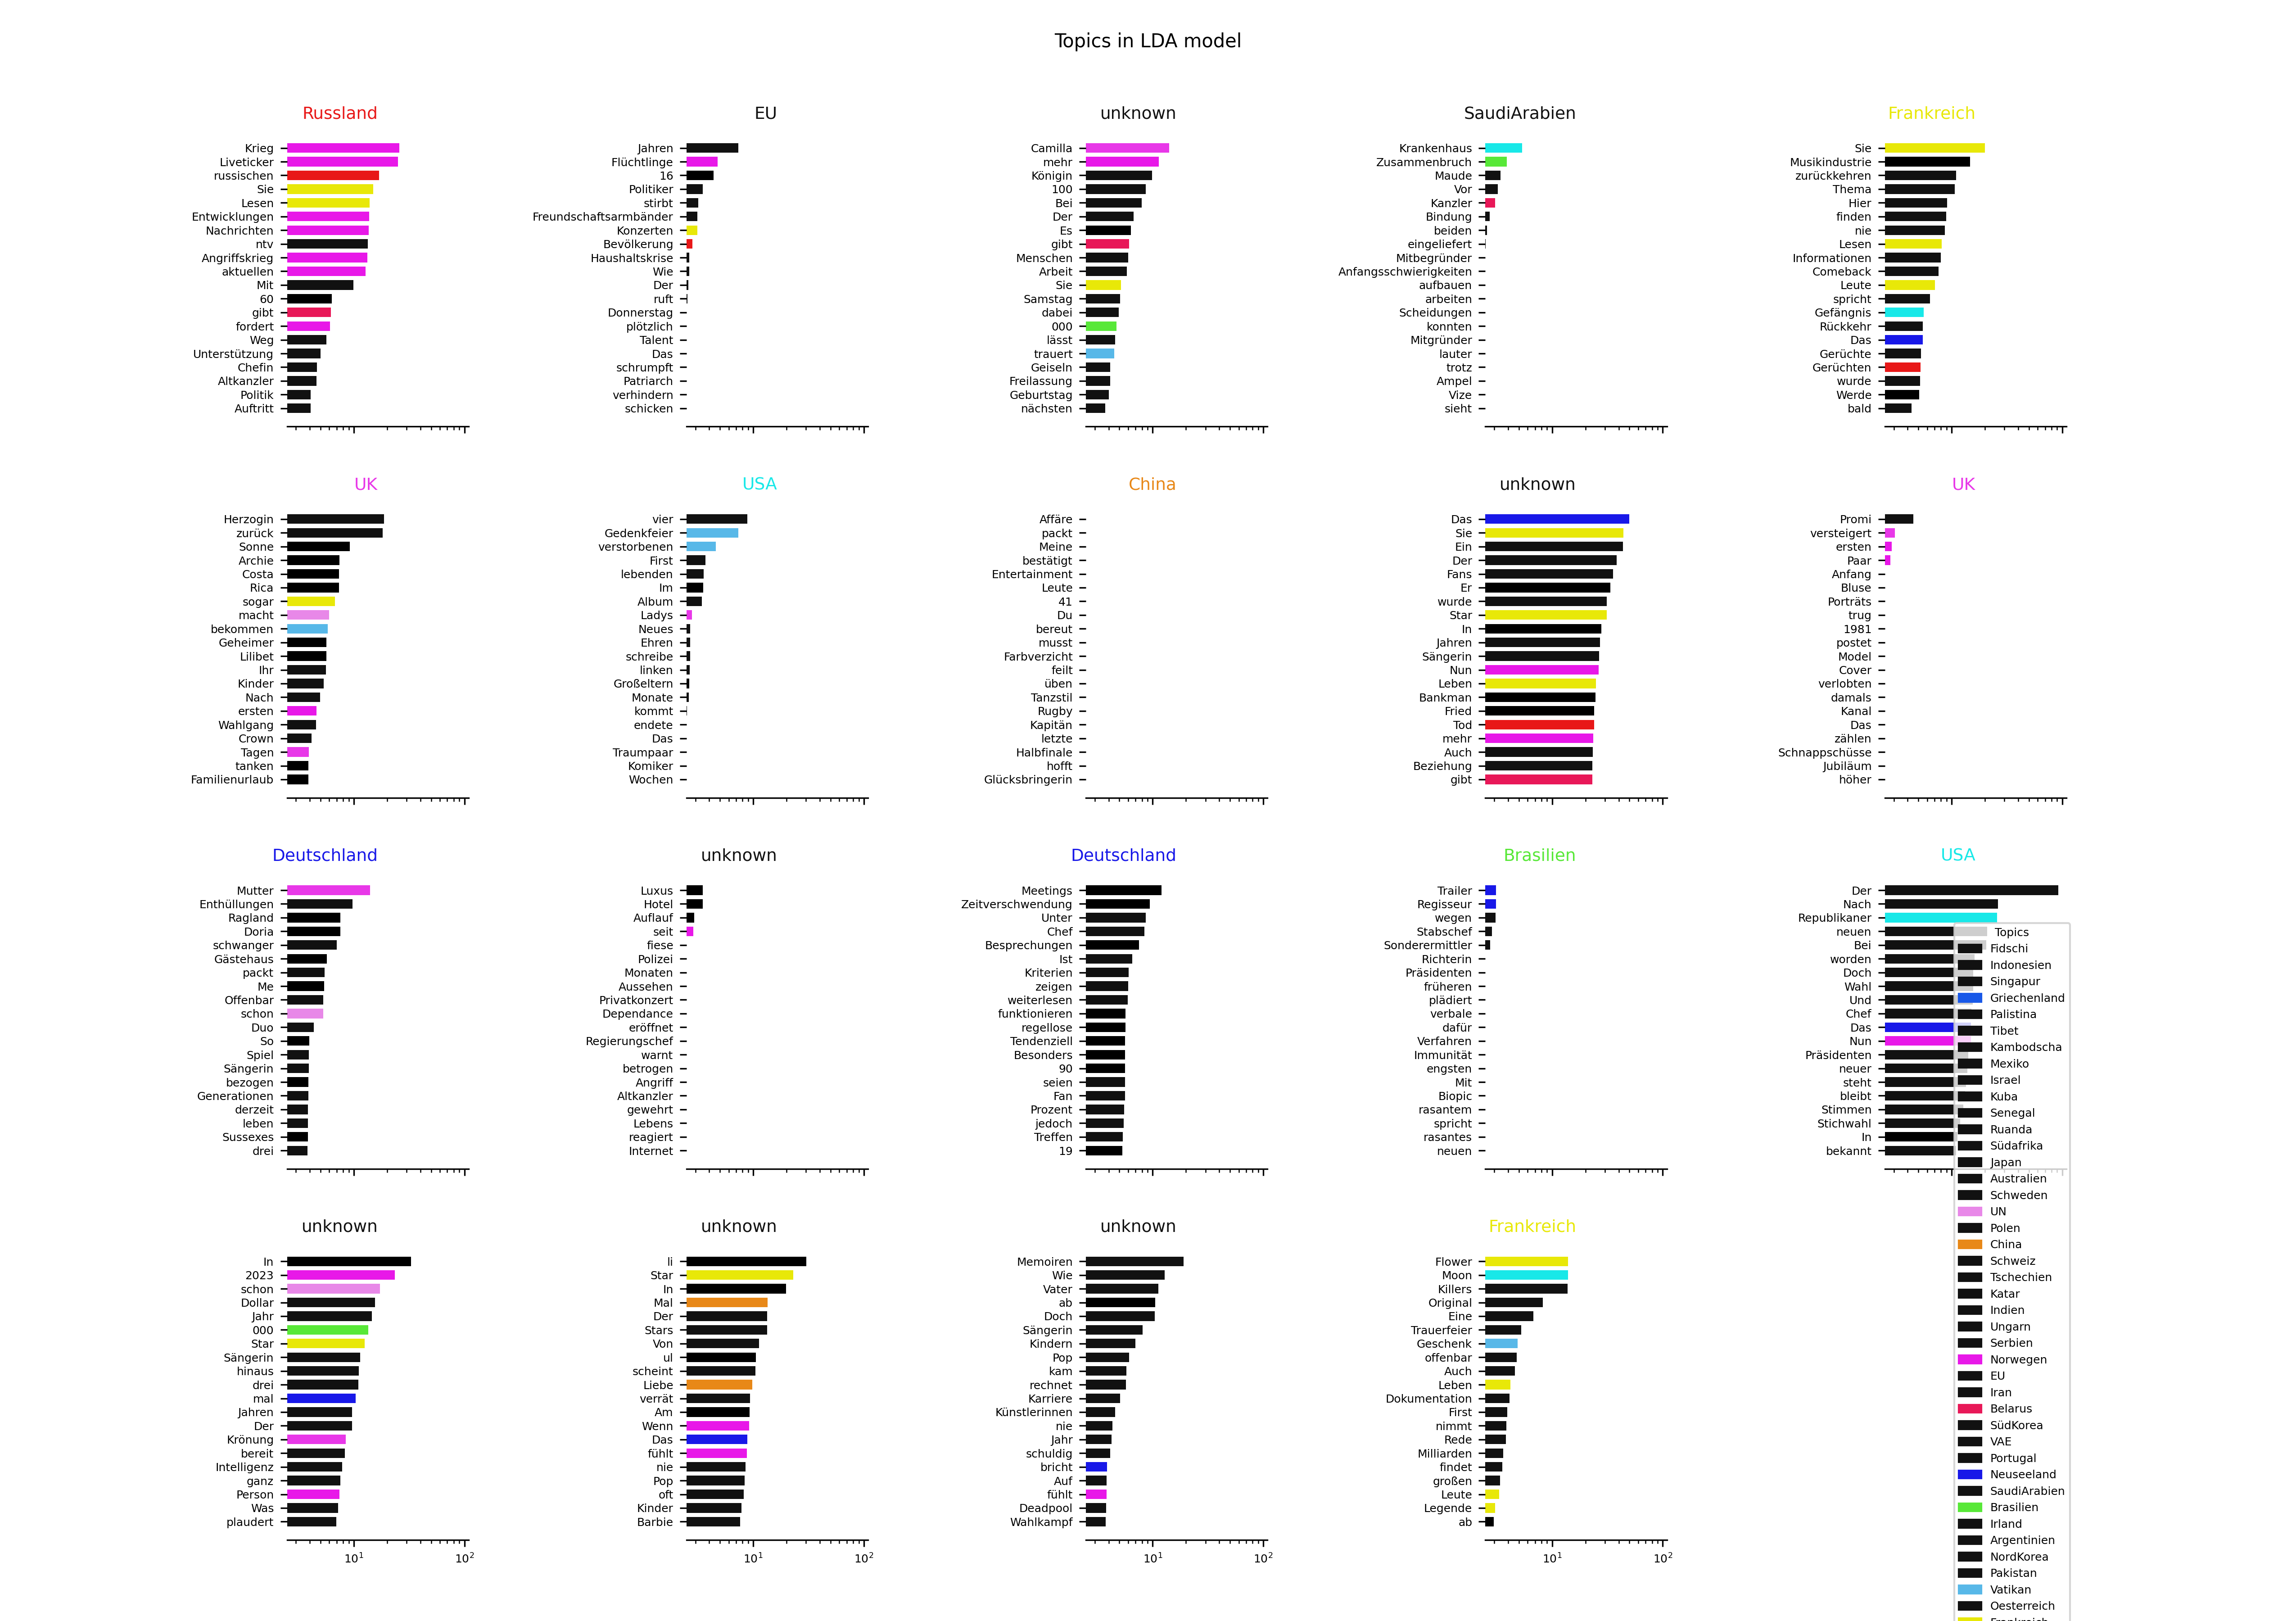 Topics in LDA model
Russland
Krieg
Liveticker
russischen
Sie
Lesen
Entwicklungen
Nachrichten
ntv
Angriffskrieg
aktuellen
Mit
60
gibt
fordert
Weg
Unterstützung
Chefin
Altkanzler
Politik
Auftritt
EU
Jahren
Flüchtlinge
16
Politiker
stirbt
Freundschaftsarmbänder
Konzerten
Bevölkerung
Haushaltskrise
Wie
Der
ruft
Donnerstag
plötzlich
Talent
Das
schrumpft
Patriarch
verhindern
schicken
unknown
Camilla
mehr
Königin
100
Bei
Der
Es
gibt
Menschen
Arbeit
Sie
Samstag
dabei
000
lässt
trauert
Geiseln
Freilassung
Geburtstag
nächsten
SaudiArabien
Krankenhaus
Zusammenbruch
Maude
Vor
Kanzler
Bindung
beiden
eingeliefert
Mitbegründer
Anfangsschwierigkeiten
aufbauen
arbeiten
Scheidungen
konnten
Mitgründer
lauter
trotz
Ampel
Vize
sieht
Frankreich
Sie
Musikindustrie
zurückkehren
Thema
Hier
finden
nie
Lesen
Informationen
Comeback
Leute
spricht
Gefängnis
Rückkehr
Das
Gerüchte
Gerüchten
wurde
Werde
bald
UK
Herzogin
zurück
Sonne
Archie
Costa
Rica
sogar
macht
bekommen
Geheimer
Lilibet
Ihr
Kinder
Nach
ersten
Wahlgang
Crown
Tagen
tanken
Familienurlaub
USA
vier
Gedenkfeier
verstorbenen
First
lebenden
Im
Album
Ladys
Neues
Ehren
schreibe
linken
Großeltern
Monate
kommt
endete
Das
Traumpaar
Komiker
Wochen
China
Affäre
packt
Meine
bestätigt
Entertainment
Leute
41
Du
bereut
musst
Farbverzicht
feilt
üben
Tanzstil
Rugby
Kapitän
letzte
Halbfinale
hofft
Glücksbringerin
unknown
Das
Sie
Ein
Der
Fans
Er
wurde
Star
In
Jahren
Sängerin
Nun
Leben
Bankman
Fried
Tod
mehr
Auch
Beziehung
gibt
UK
Promi
versteigert
ersten
Paar
Anfang
Bluse
Porträts
trug
1981
postet
Model
Cover
verlobten
damals
Kanal
Das
zählen
Schnappschüsse
Jubiläum
höher
Deutschland
Mutter
Enthüllungen
Ragland
Doria
schwanger
Gästehaus
packt
Me
Offenbar
schon
Duo
So
Spiel
Sängerin
bezogen
Generationen
derzeit
leben
Sussexes
drei
unknown
Luxus
Hotel
Auflauf
seit
fiese
Polizei
Monaten
Aussehen
Privatkonzert
Dependance
eröffnet
Regierungschef
warnt
betrogen
Angriff
Altkanzler
gewehrt
Lebens
reagiert
Internet
Deutschland
Meetings
Zeitverschwendung
Unter
Chef
Besprechungen
Ist
Kriterien
zeigen
weiterlesen
funktionieren
regellose
Tendenziell
Besonders
90
seien
Fan
Prozent
jedoch
Treffen
19
Brasilien
Trailer
Regisseur
wegen
Stabschef
Sonderermittler
Richterin
Präsidenten
früheren
plädiert
verbale
dafür
Verfahren
Immunität
engsten
Mit
Biopic
rasantem
spricht
rasantes
neuen
USA
Der
Nach
Republikaner
neuen
Bei
worden
Doch
Wahl
Und
Chef
Das
Nun
Präsidenten
neuer
steht
bleibt
Stimmen
Stichwahl
In
bekannt
unknown
In
2023
schon
Dollar
Jahr
000
Star
Sängerin
hinaus
drei
mal
Jahren
Der
Krönung
bereit
Intelligenz
ganz
Person
Was
plaudert
10¹ 10²
unknown
li
Star
In
Mal
Der
Stars
Von
ul
scheint
Liebe
verrät
Am
Wenn
Das
fühlt
nie
Pop
oft
Kinder
Barbie
10¹ 10²
unknown
Memoiren
Wie
Vater
ab
Doch
Sängerin
Kindern
Pop
kam
rechnet
Karriere
Künstlerinnen
nie
Jahr
schuldig
bricht
Auf
fühlt
Deadpool
Wahlkampf
10¹ 10²
Frankreich
Flower
Moon
Killers
Original
Eine
Trauerfeier
Geschenk
offenbar
Auch
Leben
Dokumentation
First
nimmt
Rede
Milliarden
findet
großen
Leute
Legende
ab
10¹ 10²
Topics
Fidschi
Indonesien
Singapur
Griechenland
Palistina
Tibet
Kambodscha
Mexiko
Israel
Kuba
Senegal
Ruanda
Südafrika
Japan
Australien
Schweden
UN
Polen
China
Schweiz
Tschechien
Katar
Indien
Ungarn
Serbien
Norwegen
EU
Iran
Belarus
SüdKorea
VAE
Portugal
Neuseeland
SaudiArabien
Brasilien
Irland
Argentinien
NordKorea
Pakistan
Vatikan
Oesterreich